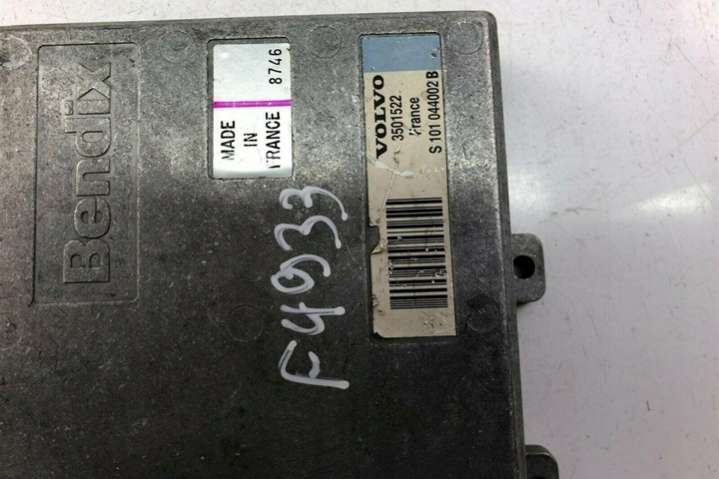 Bendix
MADE
IN
FRANCE
8746
VOLVO
3501522
France
S 101 044002 B
F4933